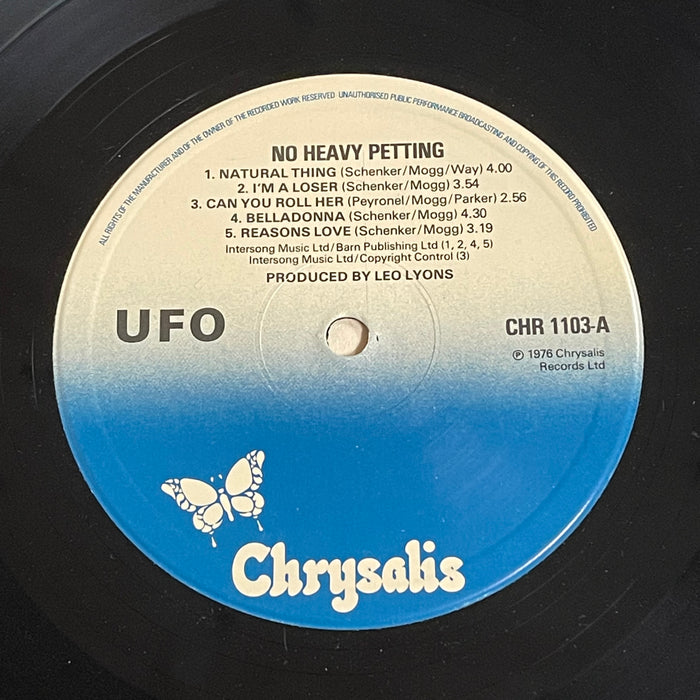 ALL RIGHTS OF THE MANUFACTURER AND OF THE OWNER OF THE RECORDED WORK RESERVED UNAUTHORISED PUBLIC PERFORMANCE BROADCASTING AND COPYING OF THIS RECORD PROHIBITED
NO HEAVY PETTING
1. NATURAL THING (Schenker/Mogg/Way) 4.00
2. I'M A LOSER (Schenker/Mogg) 3.54
3. CAN YOU ROLL HER (Peyronel/Mogg/Parker) 2.56
4. BELLADONNA (Schenker/Mogg) 4.30
5. REASONS LOVE (Schenker/Mogg) 3.19
Intersong Music Ltd/Barn Publishing Ltd (1, 2, 4, 5)
Intersong Music Ltd/Copyright Control (3)
PRODUCED BY LEO LYONS
UFO
CHR 1103-A
℗ 1976 Chrysalis
Records Ltd
Chrysalis